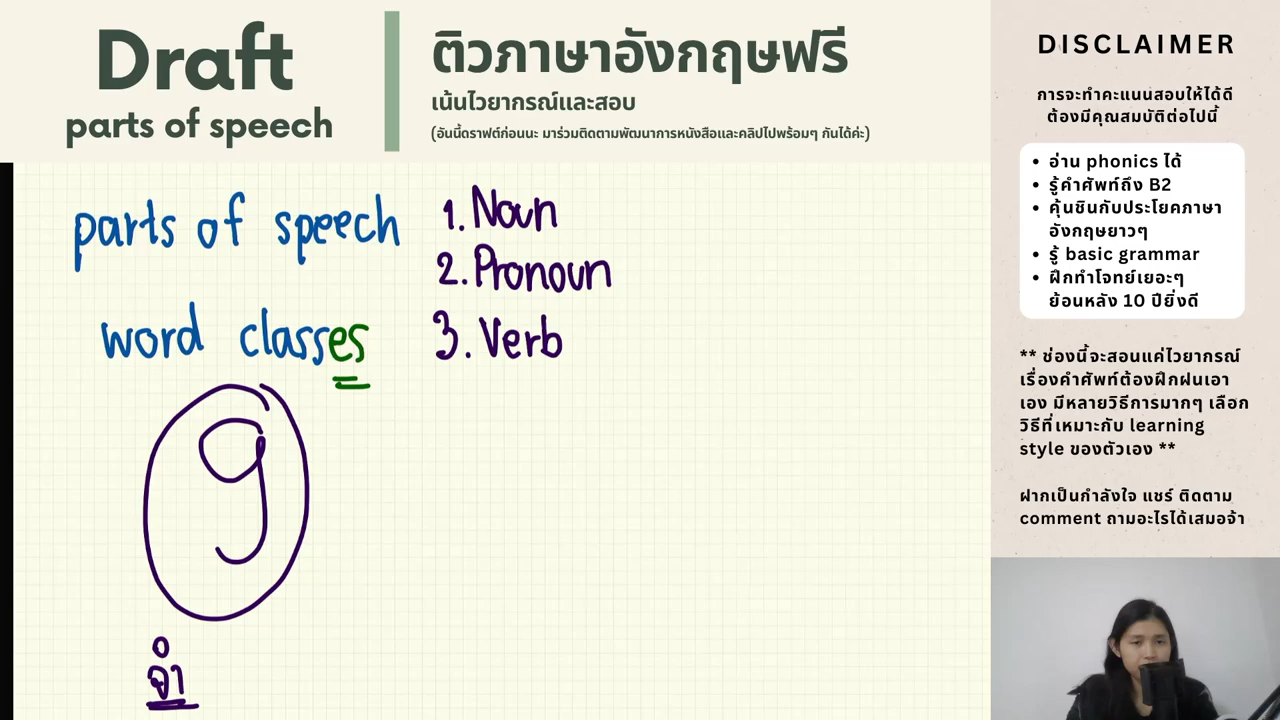 Draft
parts of speech
ติวภาษาอังกฤษฟรี
เน้นไวยากรณ์และสอบ
(อันนี้ดราฟต์ก่อนนะ มาร่วมติดตามพัฒนาการหนังสือและคลิปไปพร้อมๆ กันได้ค่ะ)
parts of speech
word classes
9
จำ
1. Noun
2. Pronoun
3. Verb
DISCLAIMER
การจะทำคะแนนสอบให้ได้ดี
ต้องมีคุณสมบัติต่อไปนี้
• อ่าน phonics ได้
• รู้คำศัพท์ถึง B2
• คุ้นชินกับประโยคภาษา
อังกฤษยาวๆ
• รู้ basic grammar
• ฝึกทำโจทย์เยอะๆ
ย้อนหลัง 10 ปียิ่งดี
** ช่องนี้จะสอนแค่ไวยากรณ์
เรื่องคำศัพท์ต้องฝึกฝนเอา
เอง มีหลายวิธีการมากๆ เลือก
วิธีที่เหมาะกับ learning
style ของตัวเอง **
ฝากเป็นกำลังใจ แชร์ ติดตาม
comment ถามอะไรได้เสมอจ้า